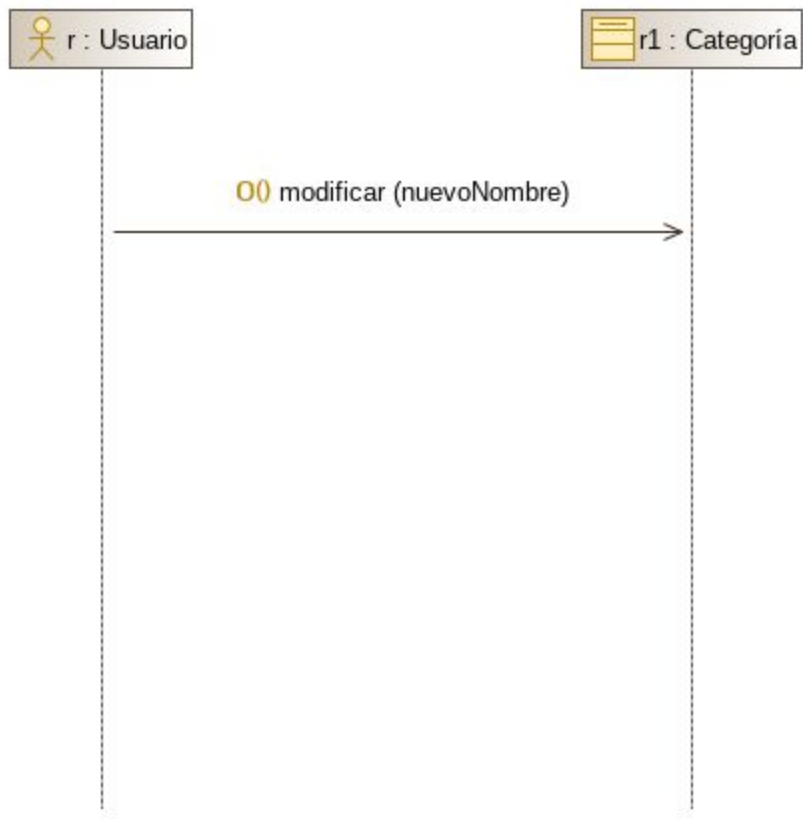 r : Usuario
r1 : Categoría
O() modificar (nuevoNombre)